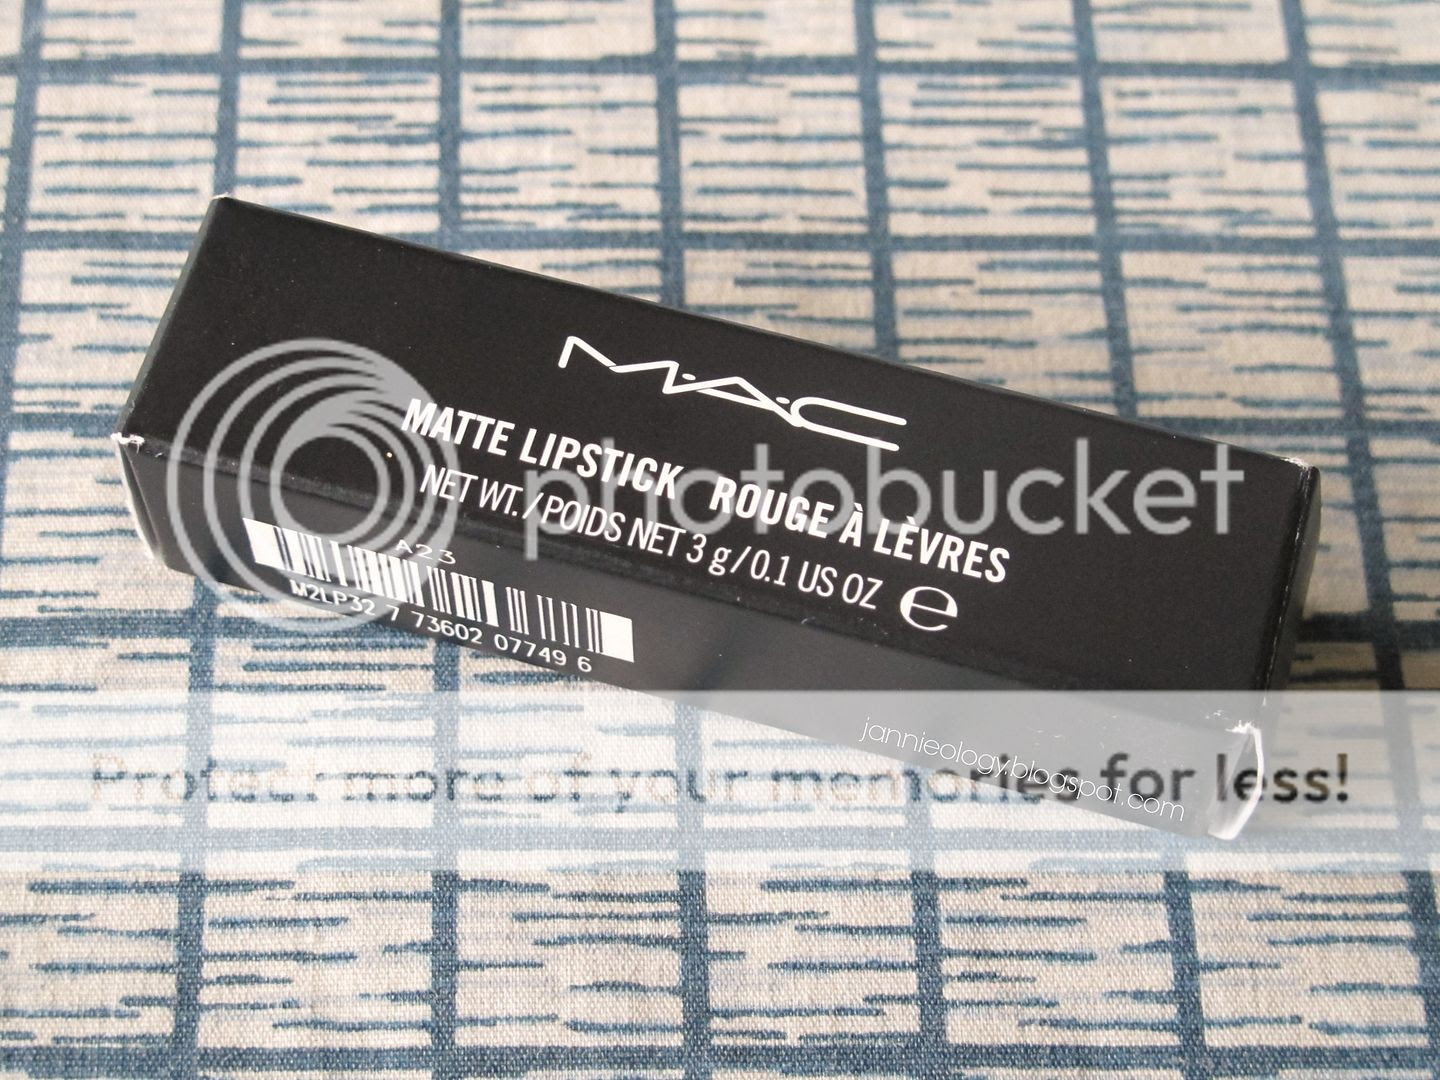 M·A·C
MATTE LIPSTICK ROUGE À LÈVRES
NET WT. / POIDS NET 3 g / 0.1 US OZ e
A23
M2LP32 7 73602 07749 6
photobucket
jannieology.blogspot.com
Protect more of your memories for less!